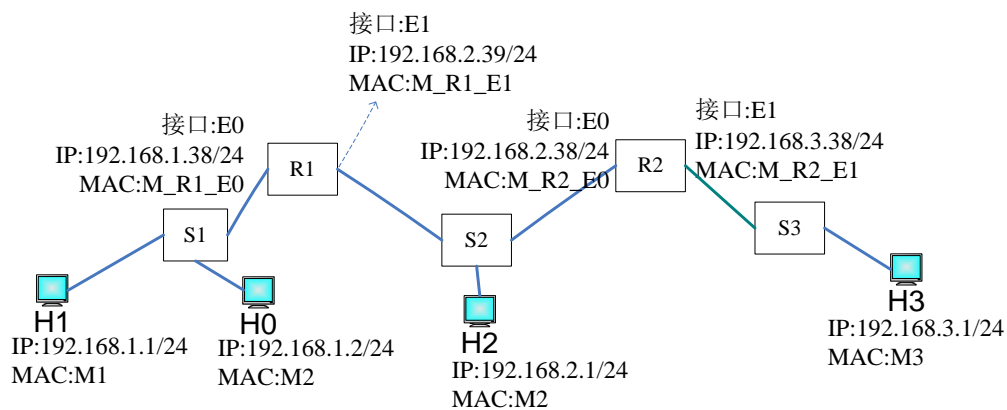 接口:E1
IP:192.168.2.39/24
MAC:M_R1_E1
接口:E0
IP:192.168.1.38/24
MAC:M_R1_E0
R1
接口:E0
IP:192.168.2.38/24
MAC:M_R2_E0
R2
接口:E1
IP:192.168.3.38/24
MAC:M_R2_E1
S1
S2
S3
H1
IP:192.168.1.1/24
MAC:M1
H0
IP:192.168.1.2/24
MAC:M2
H2
IP:192.168.2.1/24
MAC:M2
H3
IP:192.168.3.1/24
MAC:M3